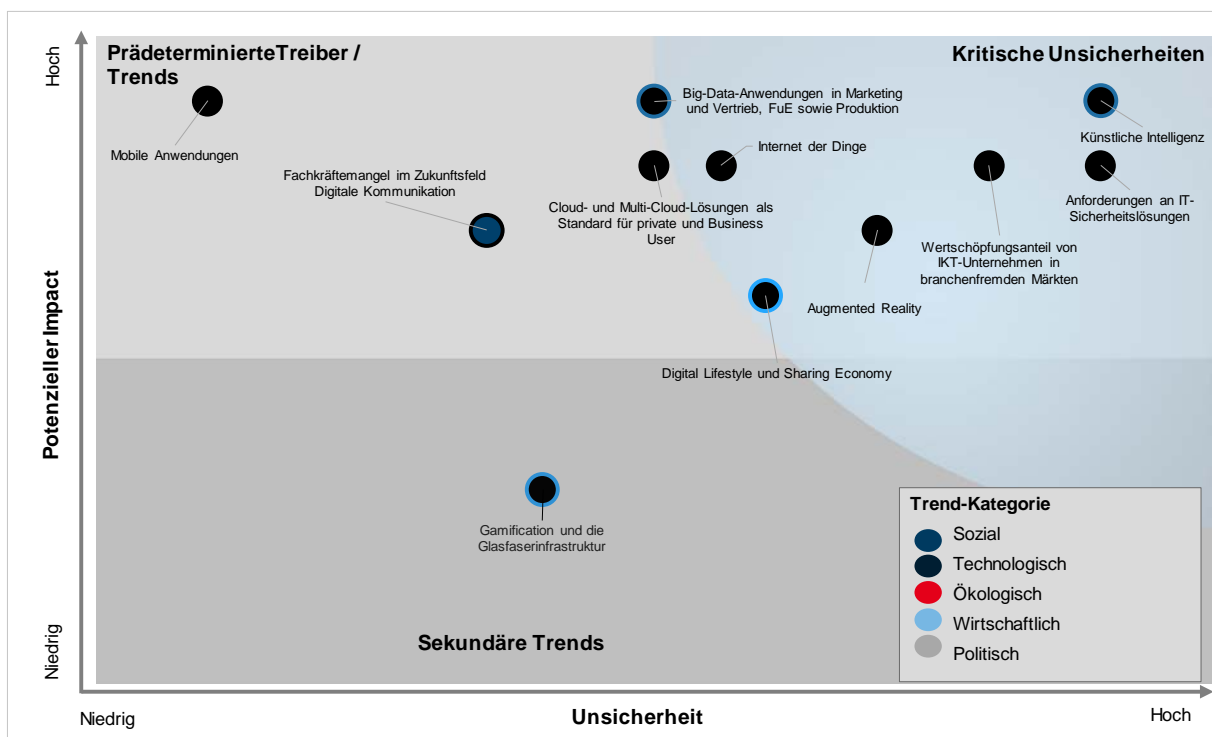 Hoch
Prädeterminierte Treiber /
Trends
Kritische Unsicherheiten
Mobile Anwendungen
Fachkräftemangel im Zukunftsfeld
Digitale Kommunikation
Big-Data-Anwendungen in Marketing
und Vertrieb, FuE sowie Produktion
Internet der Dinge
Cloud- und Multi-Cloud-Lösungen als
Standard für private und Business
User
Künstliche Intelligenz
Anforderungen an IT-
Sicherheitslösungen
Wertschöpfungsanteil von
IKT-Unternehmen in
branchenfremden Märkten
Augmented Reality
Digital Lifestyle und Sharing Economy
Potenzieller Impact
Gamification und die
Glasfaserinfrastruktur
Sekundäre Trends
Trend-Kategorie
Sozial
Technologisch
Ökologisch
Wirtschaftlich
Politisch
Niedrig
Niedrig
Unsicherheit
Hoch